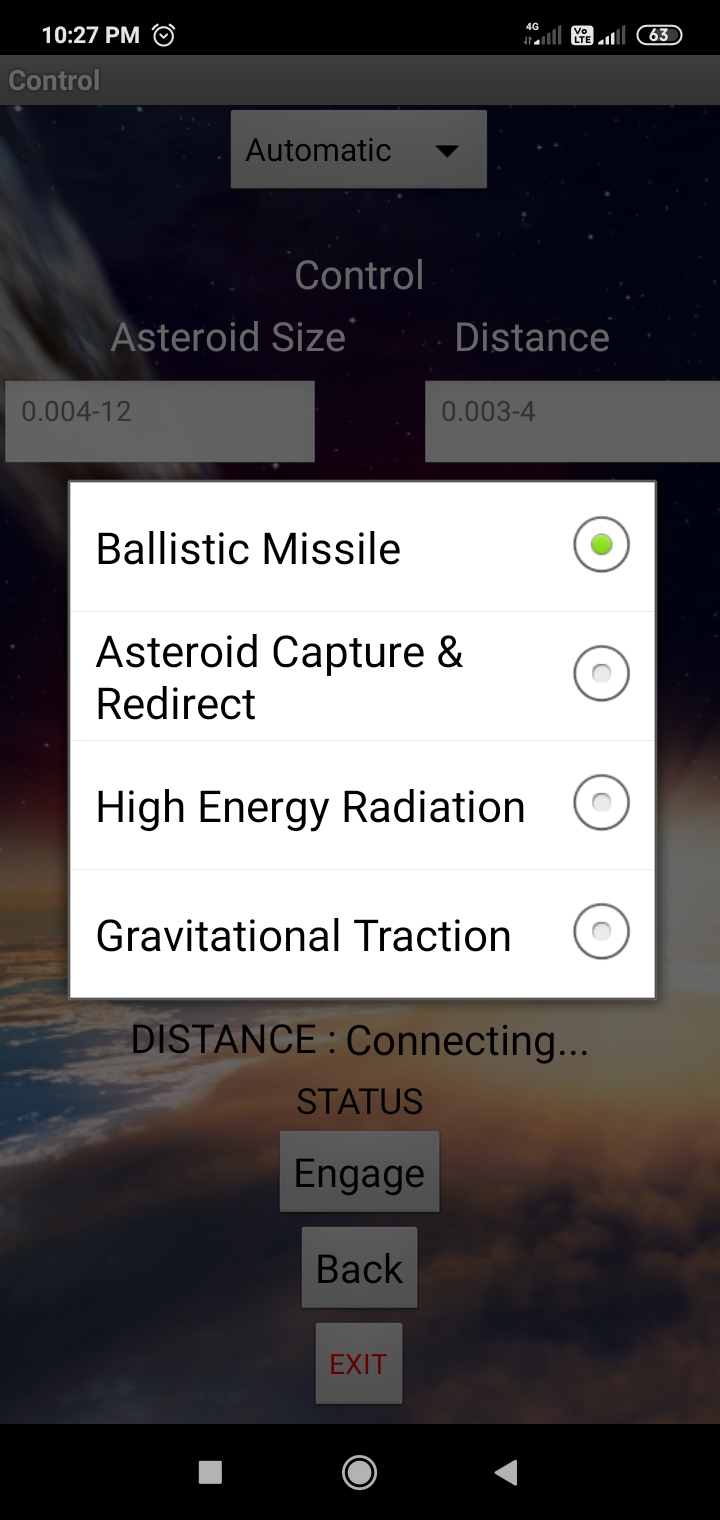 10:27 PM 4G Vo LTE 63
Control
Automatic
Control
Asteroid Size Distance
0.004-12 0.003-4
Ballistic Missile
Asteroid Capture &
Redirect
High Energy Radiation
Gravitational Traction
DISTANCE : Connecting...
STATUS
Engage
Back
EXIT